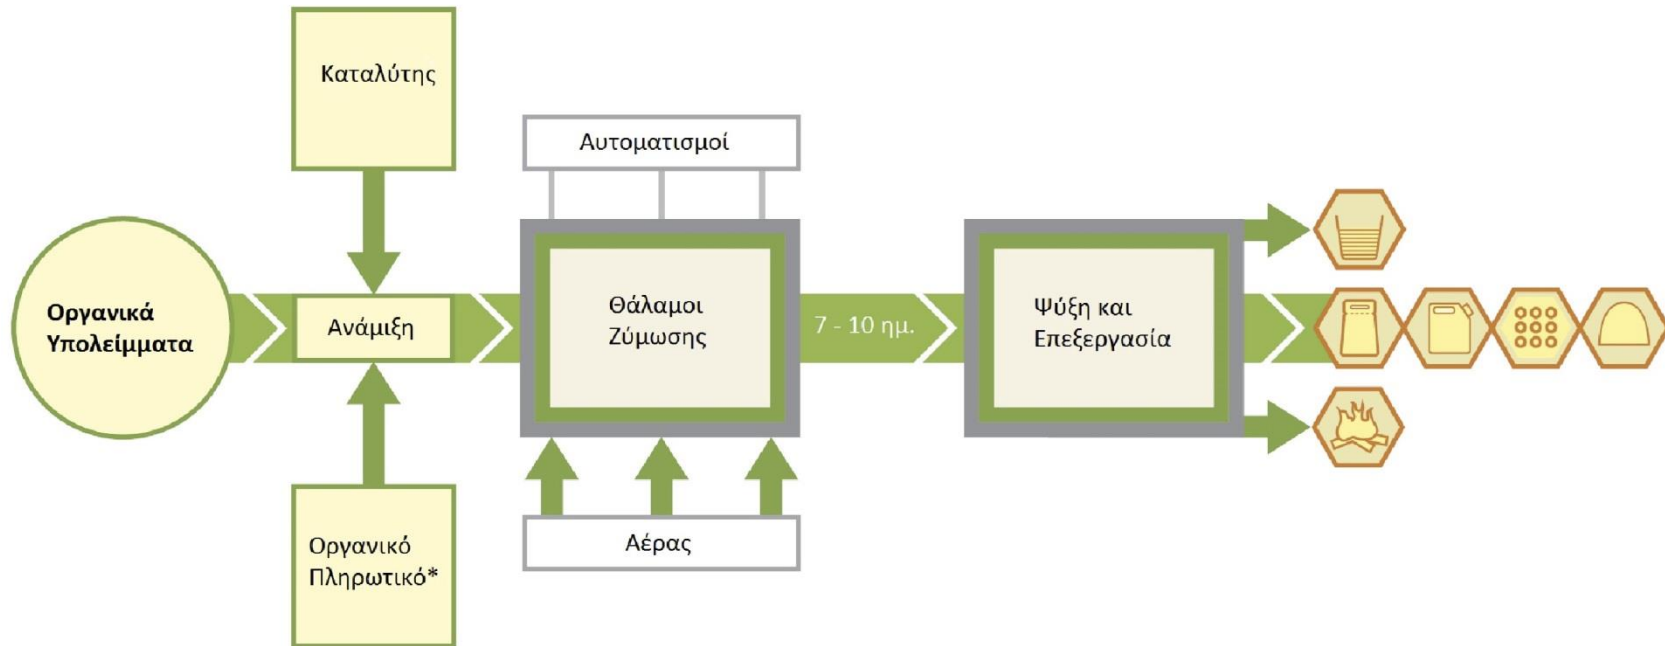 Καταλύτης
Αυτοματισμοί
Οργανικά
Υπολείμματα
Ανάμιξη
Θάλαμοι
Ζύμωσης
7 - 10 ημ.
Ψύξη και
Επεξεργασία
Οργανικό
Πληρωτικό*
Αέρας